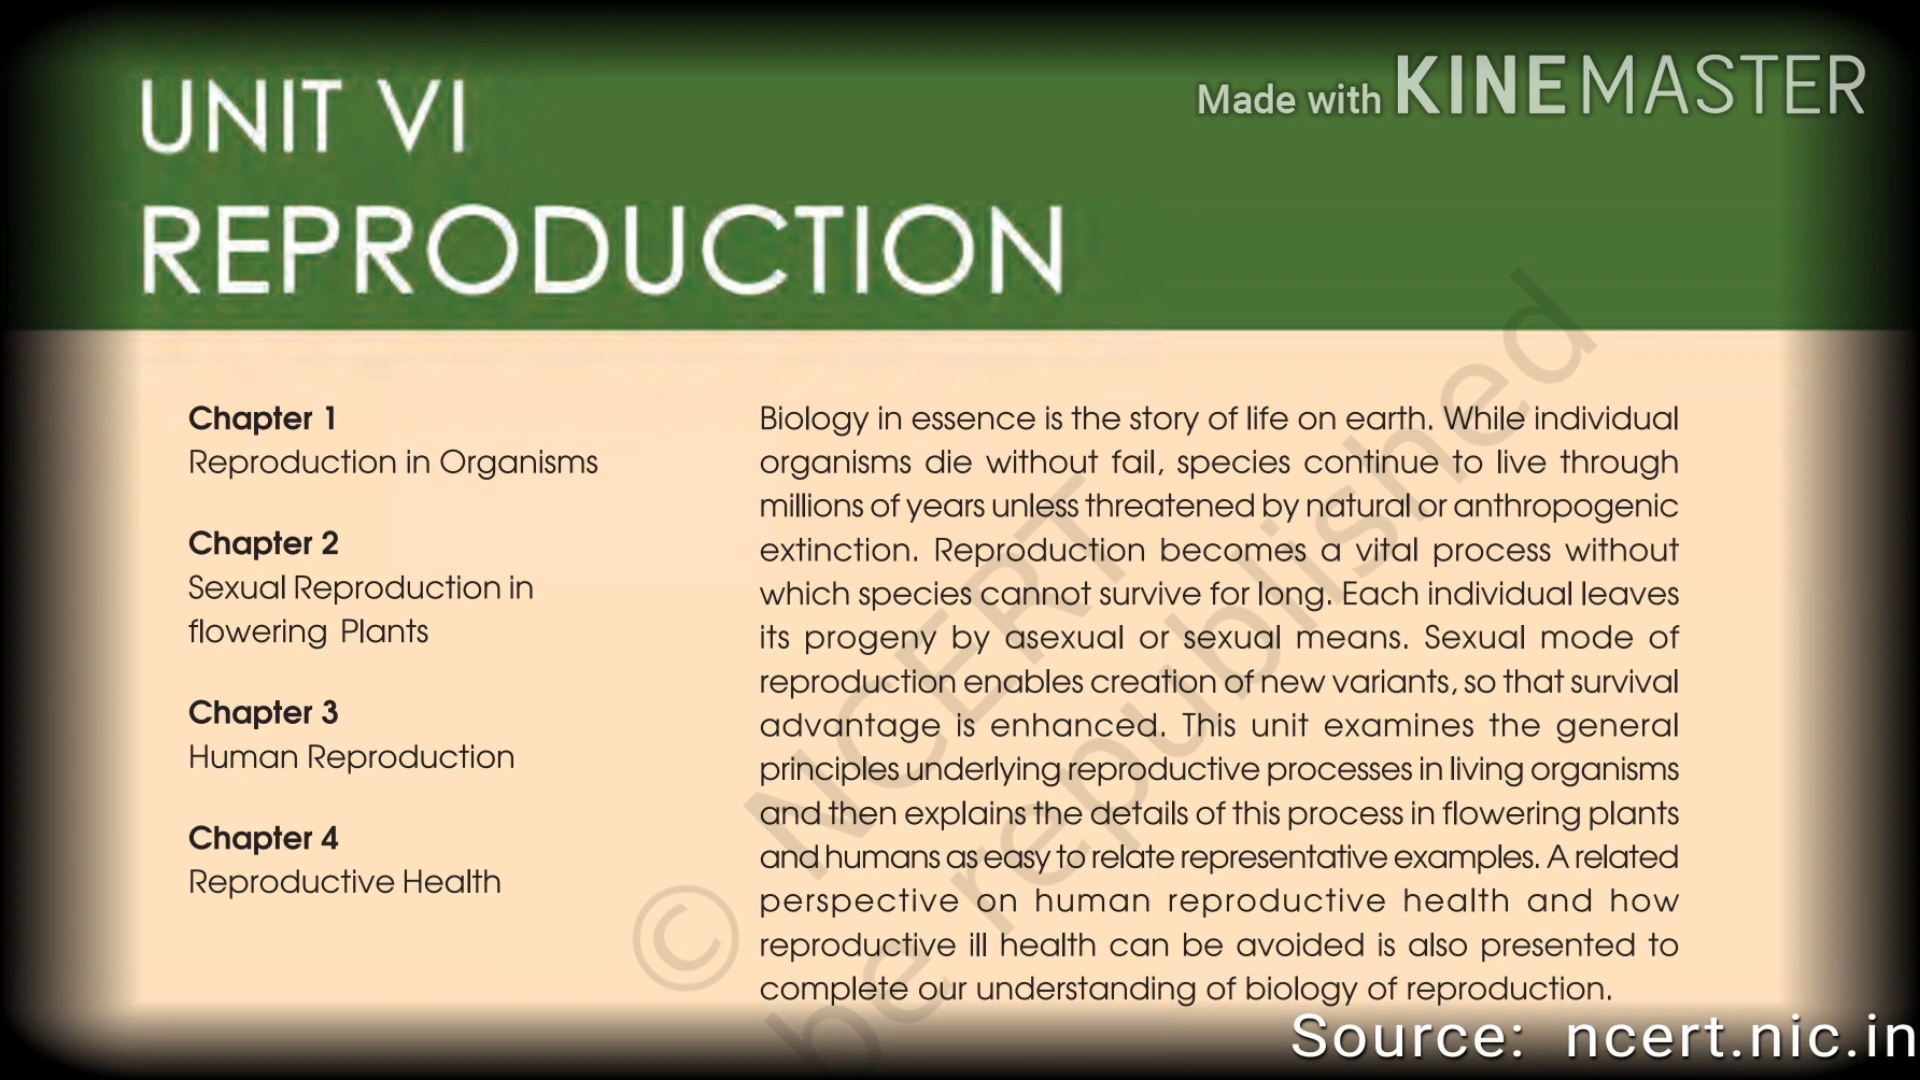 UNIT VI
REPRODUCTION
Made with KINEMASTER
Chapter 1
Reproduction in Organisms
Chapter 2
Sexual Reproduction in
flowering Plants
Chapter 3
Human Reproduction
Chapter 4
Reproductive Health
Biology in essence is the story of life on earth. While individual
organisms die without fail, species continue to live through
millions of years unless threatened by natural or anthropogenic
extinction. Reproduction becomes a vital process without
which species cannot survive for long. Each individual leaves
its progeny by asexual or sexual means. Sexual mode of
reproduction enables creation of new variants, so that survival
advantage is enhanced. This unit examines the general
principles underlying reproductive processes in living organisms
and then explains the details of this process in flowering plants
and humans as easy to relate representative examples. A related
perspective on human reproductive health and how
reproductive ill health can be avoided is also presented to
complete our understanding of biology of reproduction.
© NCERT
be republished
Source: ncert.nic.in